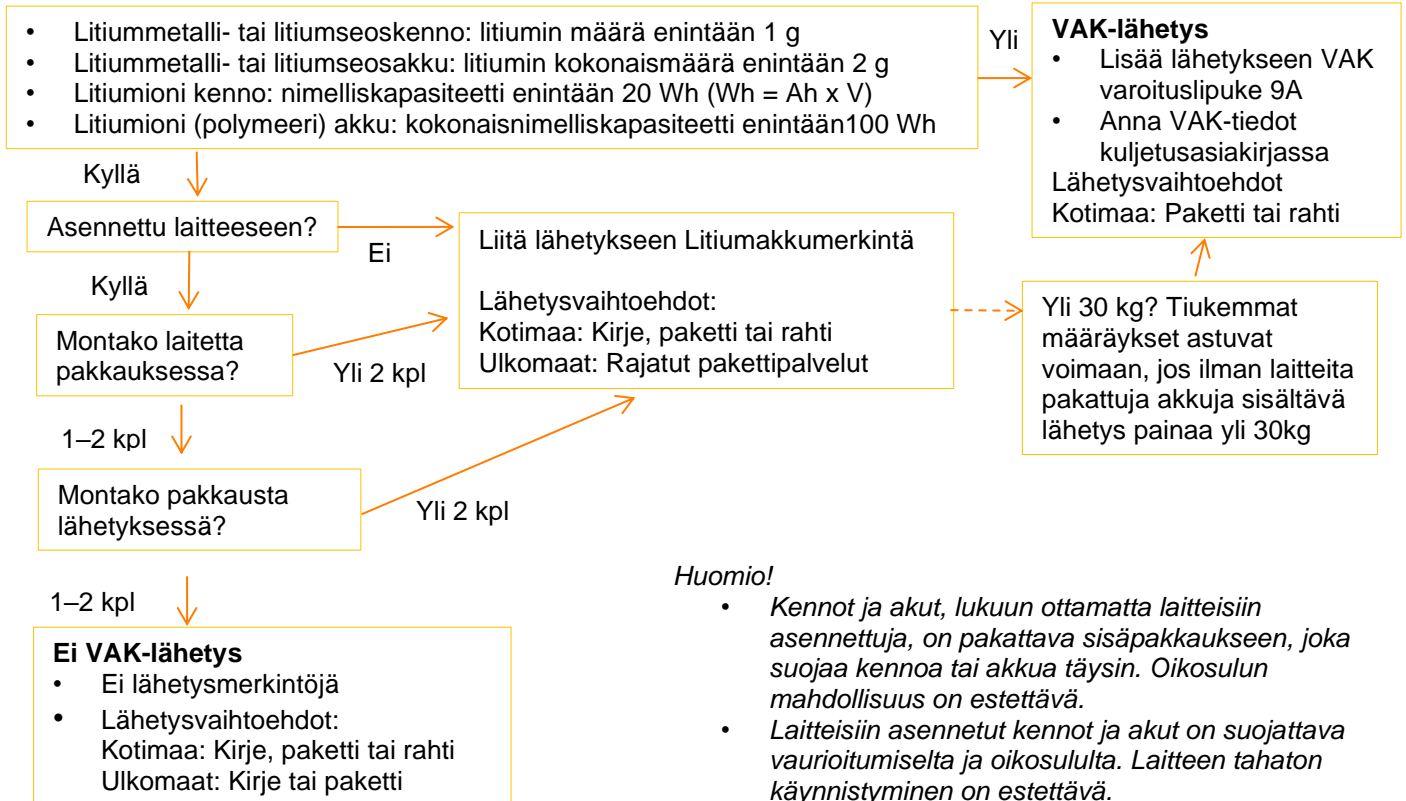 • Litiummetalli- tai litiumseoskenno: litiumin määrä enintään 1 g
• Litiummetalli- tai litiumseosakku: litiumin kokonaismäärä enintään 2 g
• Litiumioni kenno: nimelliskapasiteetti enintään 20 Wh (Wh = Ah x V)
• Litiumioni (polymeeri) akku: kokonaisnimelliskapasiteetti enintään100 Wh
Yli
VAK-lähetys
• Lisää lähetykseen VAK
varoituslipuke 9A
• Anna VAK-tiedot
kuljetusasiakirjassa
Lähetysvaihtoehdot
Kotimaa: Paketti tai rahti
Kyllä
Asennettu laitteeseen?
Ei
Liitä lähetykseen Litiumakkumerkintä
Lähetysvaihtoehdot:
Kotimaa: Kirje, paketti tai rahti
Ulkomaat: Rajatut pakettipalvelut
Yli 30 kg? Tiukemmat
määräykset astuvat
voimaan, jos ilman laitteita
pakattuja akkuja sisältävä
lähetys painaa yli 30kg
Kyllä
Montako laitetta
pakkauksessa?
Yli 2 kpl
1–2 kpl
Montako pakkausta
lähetyksessä?
Yli 2 kpl
1–2 kpl
Ei VAK-lähetys
• Ei lähetysmerkintöjä
• Lähetysvaihtoehdot:
Kotimaa: Kirje, paketti tai rahti
Ulkomaat: Kirje tai paketti
Huomio!
• Kennot ja akut, lukuun ottamatta laitteisiin
asennettuja, on pakattava sisäpakkaukseen, joka
suojaa kennoa tai akkua täysin. Oikosulun
mahdollisuus on estettävä.
• Laitteisiin asennetut kennot ja akut on suojattava
vaurioitumiselta ja oikosululta. Laitteen tahaton
käynnistyminen on estettävä.